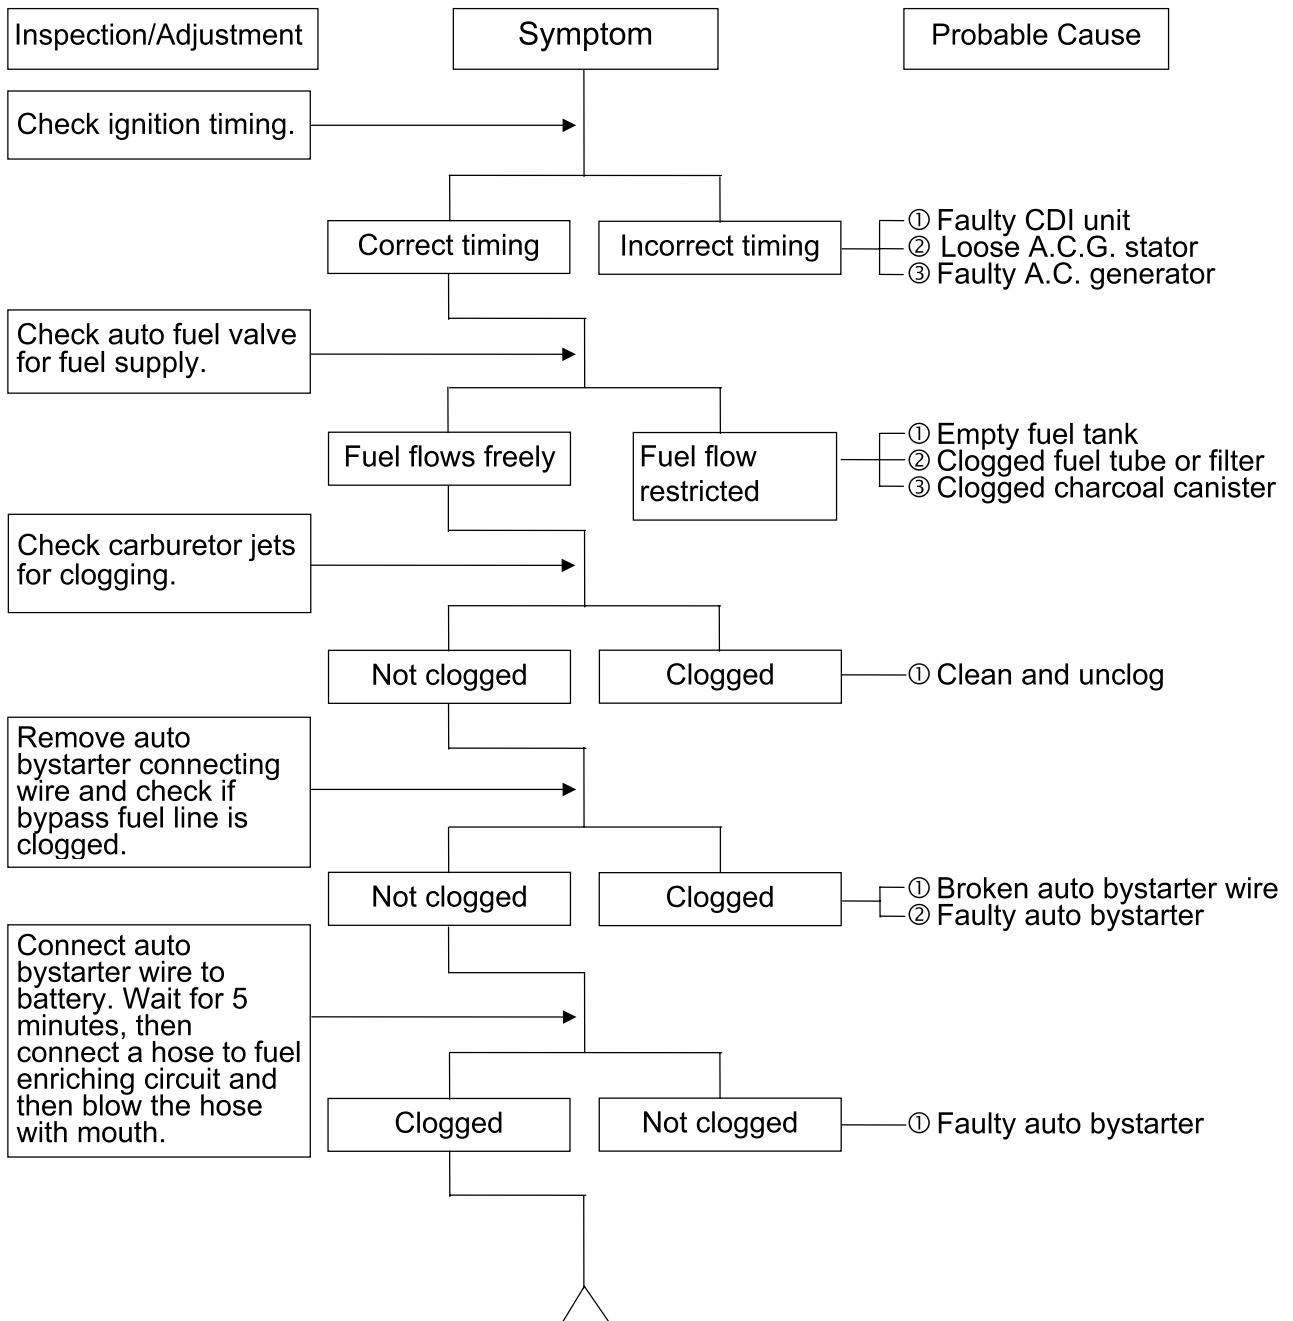 Inspection/Adjustment
Symptom
Probable Cause
Check ignition timing.
Correct timing
Incorrect timing
① Faulty CDI unit
② Loose A.C.G. stator
③ Faulty A.C. generator
Check auto fuel valve
for fuel supply.
Fuel flows freely
Fuel flow
restricted
① Empty fuel tank
② Clogged fuel tube or filter
③ Clogged charcoal canister
Check carburetor jets
for clogging.
Not clogged
Clogged
① Clean and unclog
Remove auto
bystarter connecting
wire and check if
bypass fuel line is
clogged.
Not clogged
Clogged
① Broken auto bystarter wire
② Faulty auto bystarter
Connect auto
bystarter wire to
battery. Wait for 5
minutes, then
connect a hose to fuel
enriching circuit and
then blow the hose
with mouth.
Clogged
Not clogged
① Faulty auto bystarter